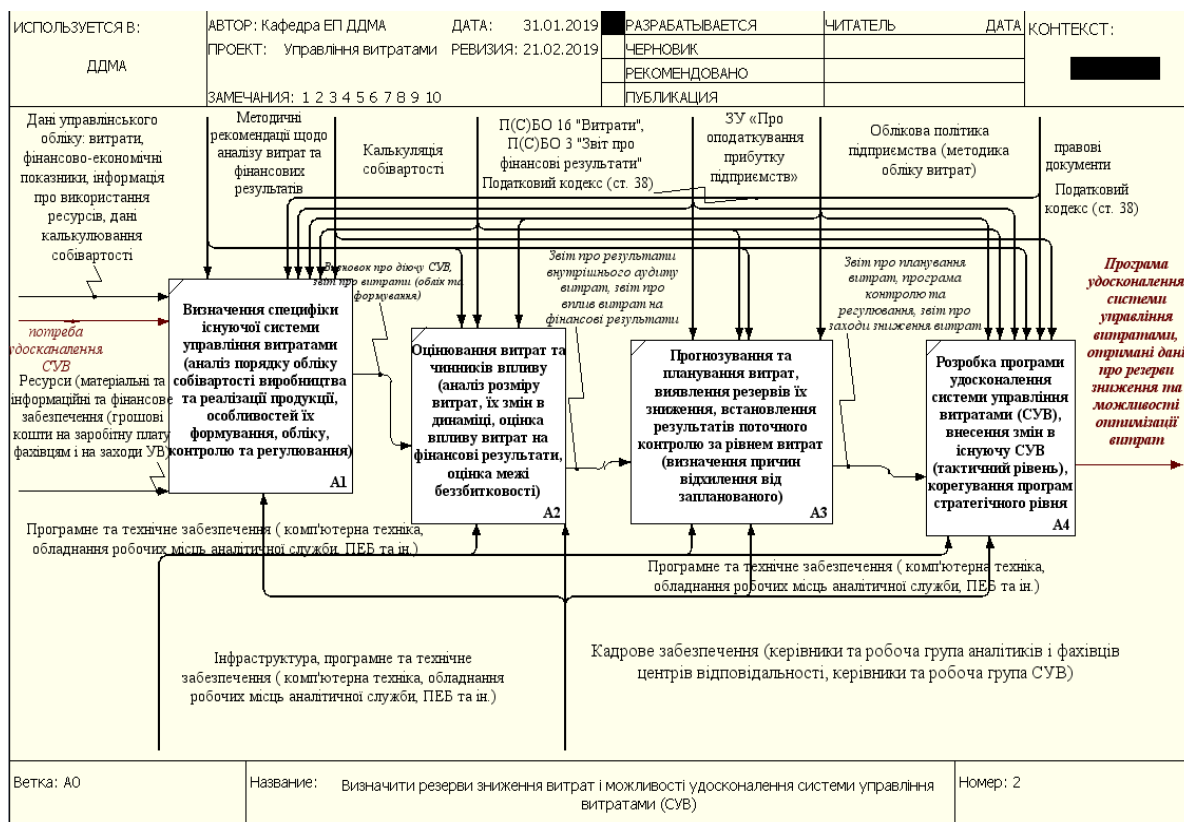 ИСПОЛЬЗУЕТСЯ В:
ДДМА
АВТОР: Кафедра ЕП ДДМА
ДАТА: 31.01.2019
ПРОЕКТ: Управління витратами
РЕВИЗИЯ: 21.02.2019
ЗАМЕЧАНИЯ: 1 2 3 4 5 6 7 8 9 10
РАЗРАБАТЫВАЕТСЯ
ЧЕРНОВИК
РЕКОМЕНДОВАНО
ПУБЛИКАЦИЯ
ЧИТАТЕЛЬ
ДАТА
КОНТЕКСТ:
Дані управлінського
обліку: витрати,
фінансово-економічні
показники, інформація
про використання
ресурсів, дані
калькулювання
собівартості
Методичні
рекомендації щодо
аналізу витрат та
фінансових
результатів
Калькуляція
собівартості
П(С)БО 16 "Витрати",
П(С)БО 3 "Звіт про
фінансові результати"
Податковий кодекс (ст. 38)
ЗУ «Про
оподаткування
прибутку
підприємств»
Облікова політика
підприємства (методика
обліку витрат)
правові
документи
Податковий
кодекс (ст. 38)
потреба
удосканалення
СУВ
Ресурси (матеріальні та
інформаційні та фінансове
забезпечення (грошові
кошти на заробітну плату
фахівцям і на заходи УВ)
Визначення специфіки
існуючої системи
управління витратами
(аналіз порядку обліку
собівартості виробництва
та реалізації продукції,
особливостей їх
формування, обліку,
контролю та регулювання)
A1
Висновок про діючу СУВ,
звіт про витрати (облік та
формування)
Оцінювання витрат та
чинників впливу
(аналіз розміру
витрат, їх змін в
динаміці, оцінка
впливу витрат на
фінансові результати,
оцінка межі
беззбитковості)
A2
Звіт про результати
внутрішнього аудиту
витрат, звіт про
вплив витрат на
фінансові результати
Прогнозування та
планування витрат,
виявлення резервів їх
зниження, встановлення
результатів поточного
контролю за рівнем витрат
(визначення причин
відхилення від
запланованого)
A3
Звіт про планування
витрат, програма
контролю та
регулювання, звіт про
заходи зниження витрат
Розробка програми
удосконалення
системи управління
витратами (СУВ),
внесення змін в
існуючу СУВ
(тактичний рівень),
корегування програм
стратегічного рівня
A4
Програма
удосконалення
системи
управління
витратами,
отримані дані
про резерви
зниження та
можливості
оптимізації
витрат
Програмне та технічне забезпечення ( комп'ютерна техніка,
обладнання робочих місць аналітичної служби, ПЕБ та ін.)
Програмне та технічне забезпечення ( комп'ютерна техніка,
обладнання робочих місць аналітичної служби, ПЕБ та ін.)
Інфраструктура, програмне та технічне
забезпечення ( комп'ютерна техніка, обладнання
робочих місць аналітичної служби, ПЕБ та ін.)
Кадрове забезпечення (керівники та робоча група аналітиків і фахівців
центрів відповідальності, керівники та робоча група СУВ)
Ветка: A0
Название: Визначити резерви зниження витрат і можливості удосконалення системи управління
витратами (СУВ)
Номер: 2